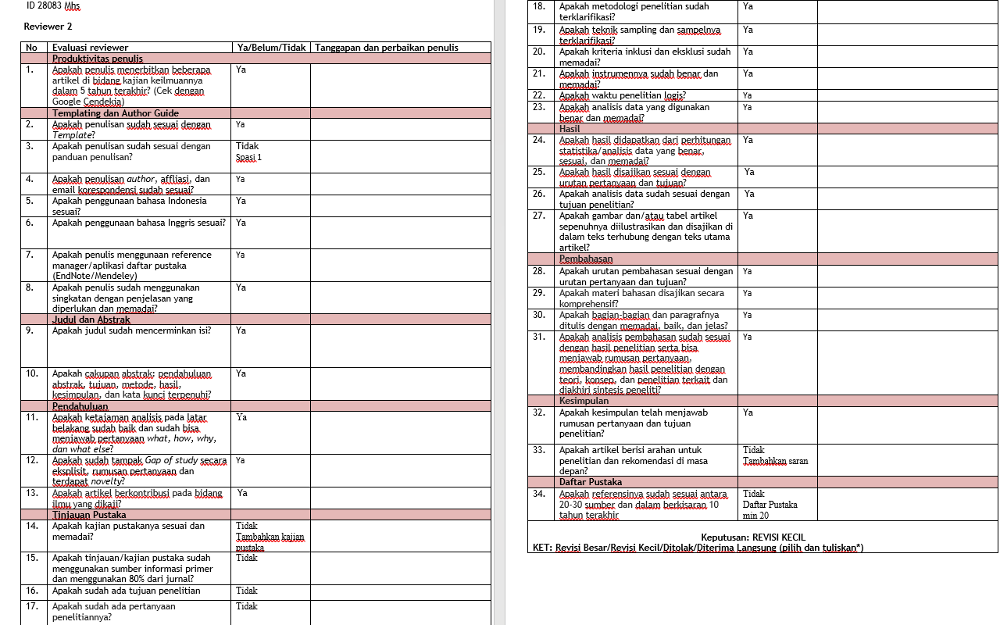 ID 28083 Mhs
Reviewer 2
No Evaluasi reviewer Ya/Belum/Tidak Tanggapan dan perbaikan penulis
Produktivitas penulis
1. Apakah penulis menerbitkan beberapa Ya
artikel di bidang kajian keilmuannya
dalam 5 tahun terakhir? (Cek dengan
Google Cendekia)
Templating dan Author Guide
2. Apakah penulisan sudah sesuai dengan Ya
Template?
3. Apakah penulisan sudah sesuai dengan Tidak
panduan penulisan? Spasi 1
4. Apakah penulisan author, affliasi, dan Ya
email korespondensi sudah sesuai?
5. Apakah penggunaan bahasa Indonesia Ya
sesuai?
6. Apakah penggunaan bahasa Inggris sesuai? Ya
7. Apakah penulis menggunaan reference Ya
manager/aplikasi daftar pustaka
(EndNote/Mendeley)
8. Apakah penulis sudah menggunakan Ya
singkatan dengan penjelasan yang
diperlukan dan memadai?
Judul dan Abstrak
9. Apakah judul sudah mencerminkan isi? Ya
10. Apakah cakupan abstrak: pendahuluan Ya
abstrak, tujuan, metode, hasil,
kesimpulan, dan kata kunci terpenuhi?
Pendahuluan
11. Apakah ketajaman analisis pada latar Ya
belakang sudah baik dan sudah bisa
menjawab pertanyaan what, how, why,
dan what else?
12. Apakah sudah tampak Gap of study secara Ya
eksplisit, rumusan pertanyaan dan
terdapat novelty?
13. Apakah artikel berkontribusi pada bidang Ya
ilmu yang dikaji?
Tinjauan Pustaka
14. Apakah kajian pustakanya sesuai dan Tidak
memadai? Tambahkan kajian
pustaka
15. Apakah tinjauan/kajian pustaka sudah Tidak
menggunakan sumber informasi primer
dan menggunakan 80% dari jurnal?
16. Apakah sudah ada tujuan penelitian Tidak
17. Apakah sudah ada pertanyaan Tidak
penelitiannya?
18. Apakah metodologi penelitian sudah Ya
terklarifikasi?
19. Apakah teknik sampling dan sampelnya Ya
terklarifikasi?
20. Apakah kriteria inklusi dan eksklusi sudah Ya
memadai?
21. Apakah instrumennya sudah benar dan Ya
memadai?
22. Apakah waktu penelitian logis? Ya
23. Apakah analisis data yang digunakan Ya
benar dan memadai?
Hasil
24. Apakah hasil didapatkan dari perhitungan Ya
statistika/analisis data yang benar,
sesuai, dan memadai?
25. Apakah hasil disajikan sesuai dengan Ya
urutan pertanyaan dan tujuan?
26. Apakah analisis data sudah sesuai dengan Ya
tujuan penelitian?
27. Apakah gambar dan/atau tabel artikel Ya
sepenuhnya diilustrasikan dan disajikan di
dalam teks terhubung dengan teks utama
artikel?
Pembahasan
28. Apakah urutan pembahasan sesuai dengan Ya
urutan pertanyaan dan tujuan?
29. Apakah materi bahasan disajikan secara Ya
komprehensif?
30. Apakah bagian-bagian dan paragrafnya Ya
ditulis dengan memadai, baik, dan jelas?
31. Apakah analisis pembahasan sudah sesuai Ya
dengan hasil penelitian serta bisa
menjawab rumusan pertanyaan,
membandingkan hasil penelitian dengan
teori, konsep, dan penelitian terkait dan
diakhiri sintesis peneliti?
Kesimpulan
32. Apakah kesimpulan telah menjawab Ya
rumusan pertanyaan dan tujuan
penelitian?
33. Apakah artikel berisi arahan untuk Tidak
penelitian dan rekomendasi di masa Tambahkan saran
depan?
Daftar Pustaka
34. Apakah referensinya sudah sesuai antara Tidak
20-30 sumber dan dalam berkisaran 10 Daftar Pustaka
tahun terakhir min 20
Keputusan: REVISI KECIL
KET: Revisi Besar/Revisi Kecil/Ditolak/Diterima Langsung (pilih dan tuliskan*)